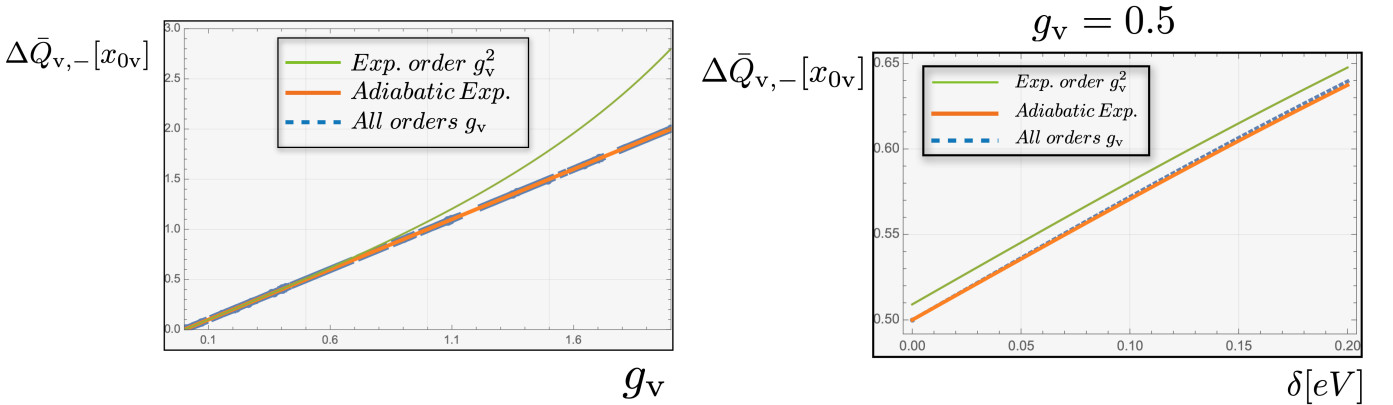 ΔQ̄ᵥ,₋[x₀ᵥ]
3.0
2.5
2.0
1.5
1.0
0.5
0.0
0.1
0.6
1.1
1.6
Exp. order gᵥ²
Adiabatic Exp.
All orders gᵥ
gᵥ
gᵥ = 0.5
ΔQ̄ᵥ,₋[x₀ᵥ]
0.65
0.60
0.55
0.50
0.00
0.05
0.10
0.15
0.20
Exp. order gᵥ²
Adiabatic Exp.
All orders gᵥ
δ[eV]